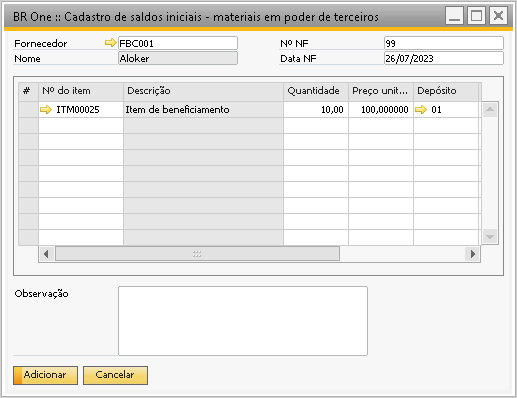 BR One :: Cadastro de saldos iniciais - materiais em poder de terceiros
Fornecedor FBC001 Nº NF 99
Nome Aloker Data NF 26/07/2023
# Nº do item Descrição Quantidade Preço unit... Depósito
ITM00025 Item de beneficiamento 10,00 100,000000 01
Observação
Adicionar Cancelar